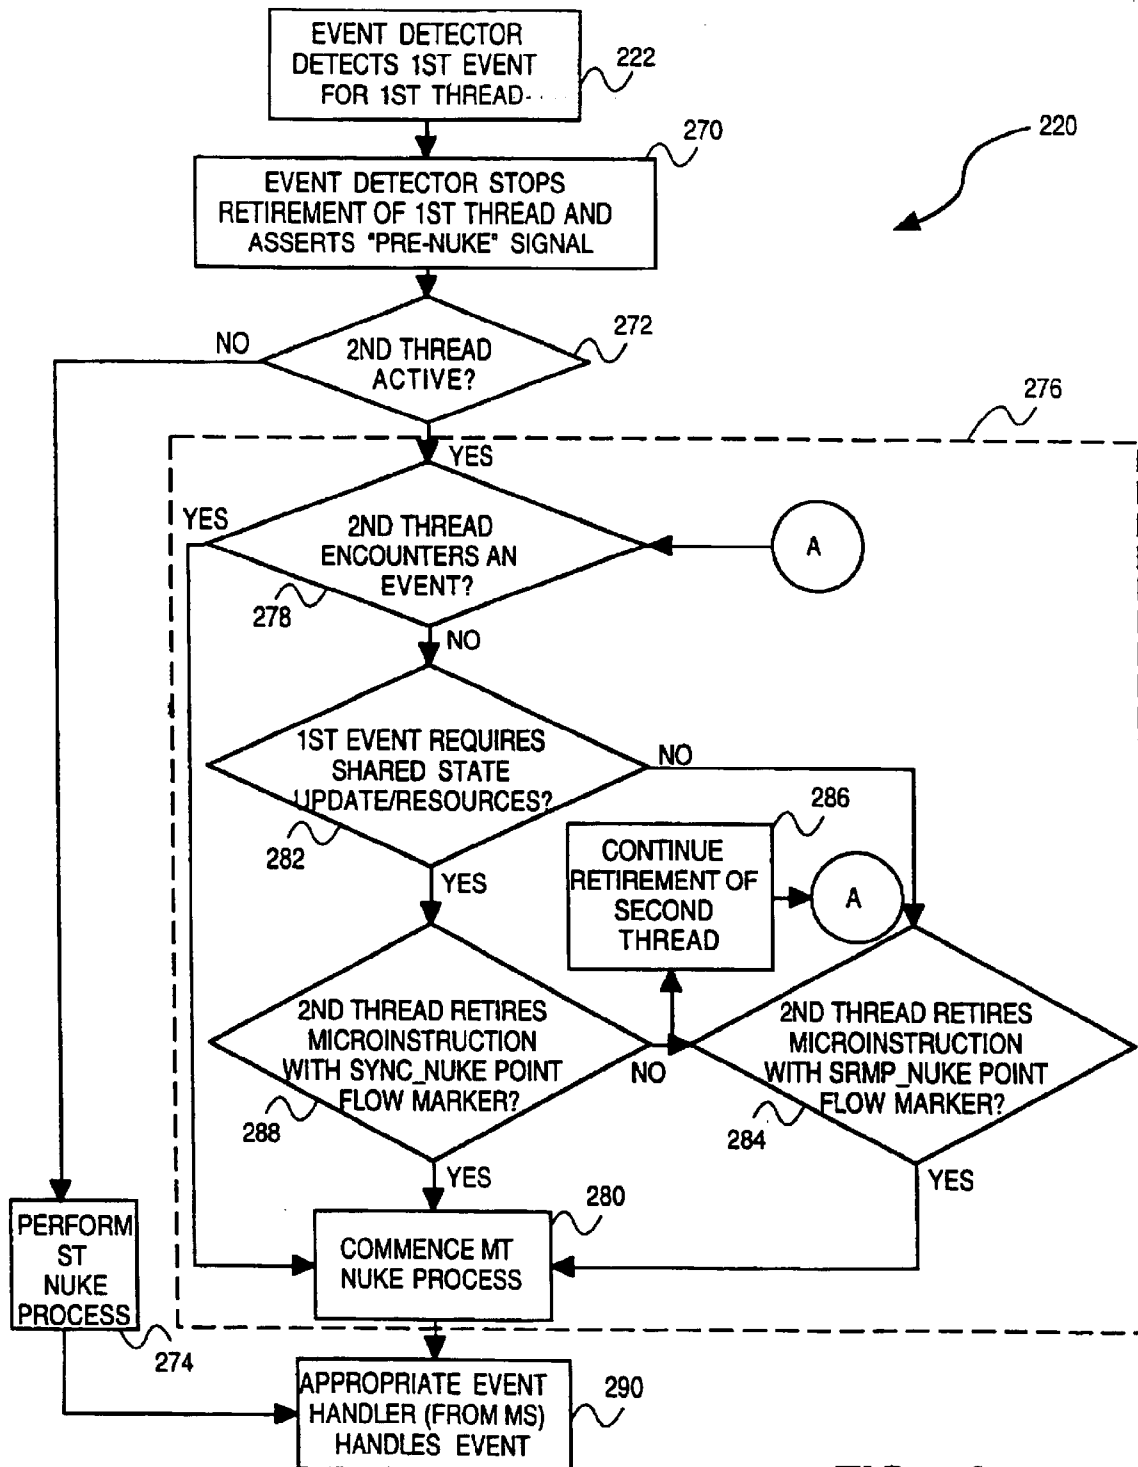 EVENT DETECTOR
DETECTS 1ST EVENT
FOR 1ST THREAD
222
270
220
EVENT DETECTOR STOPS
RETIREMENT OF 1ST THREAD AND
ASSERTS "PRE-NUKE" SIGNAL
NO
272
2ND THREAD
ACTIVE?
276
YES
YES
2ND THREAD
ENCOUNTERS AN
EVENT?
A
278
NO
1ST EVENT REQUIRES
SHARED STATE
UPDATE/RESOURCES?
NO
282
286
YES
CONTINUE
RETIREMENT OF
SECOND
THREAD
A
2ND THREAD RETIRES
MICROINSTRUCTION
WITH SYNC_NUKE POINT
FLOW MARKER?
NO
288
2ND THREAD RETIRES
MICROINSTRUCTION
WITH SRMP_NUKE POINT
FLOW MARKER?
284
YES
YES
280
COMMENCE MT
NUKE PROCESS
PERFORM
ST
NUKE
PROCESS
274
APPROPRIATE EVENT
HANDLER (FROM MS)
HANDLES EVENT
290